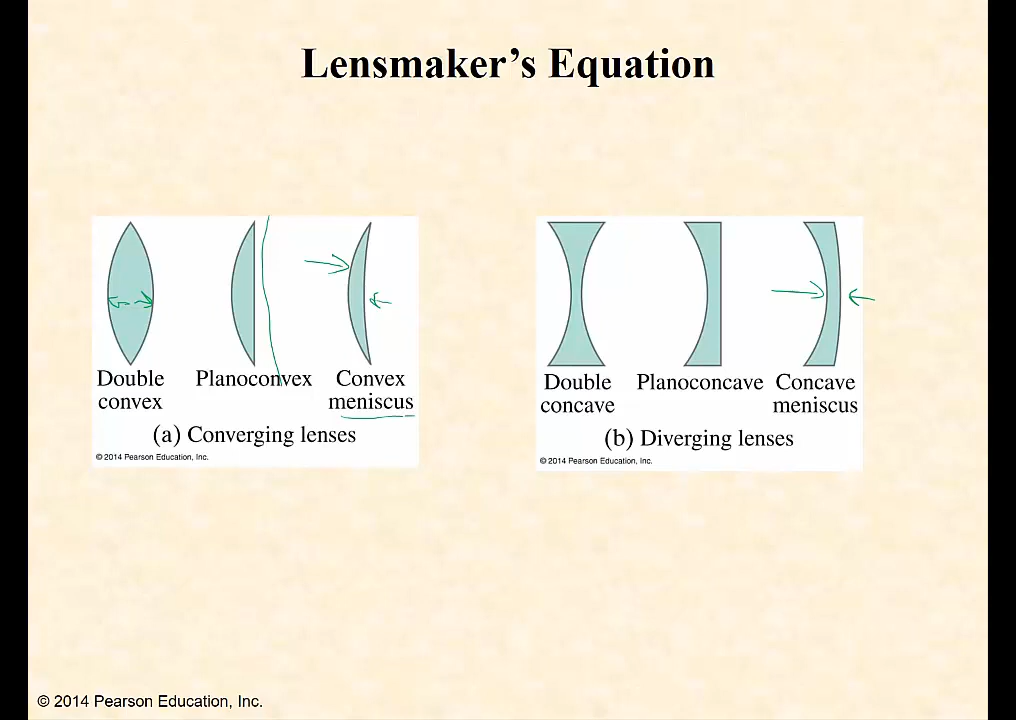 Lensmaker's Equation
Double convex
Planoconvex
Convex meniscus
(a) Converging lenses
© 2014 Pearson Education, Inc.
Double concave
Planoconcave
Concave meniscus
(b) Diverging lenses
© 2014 Pearson Education, Inc.
© 2014 Pearson Education, Inc.